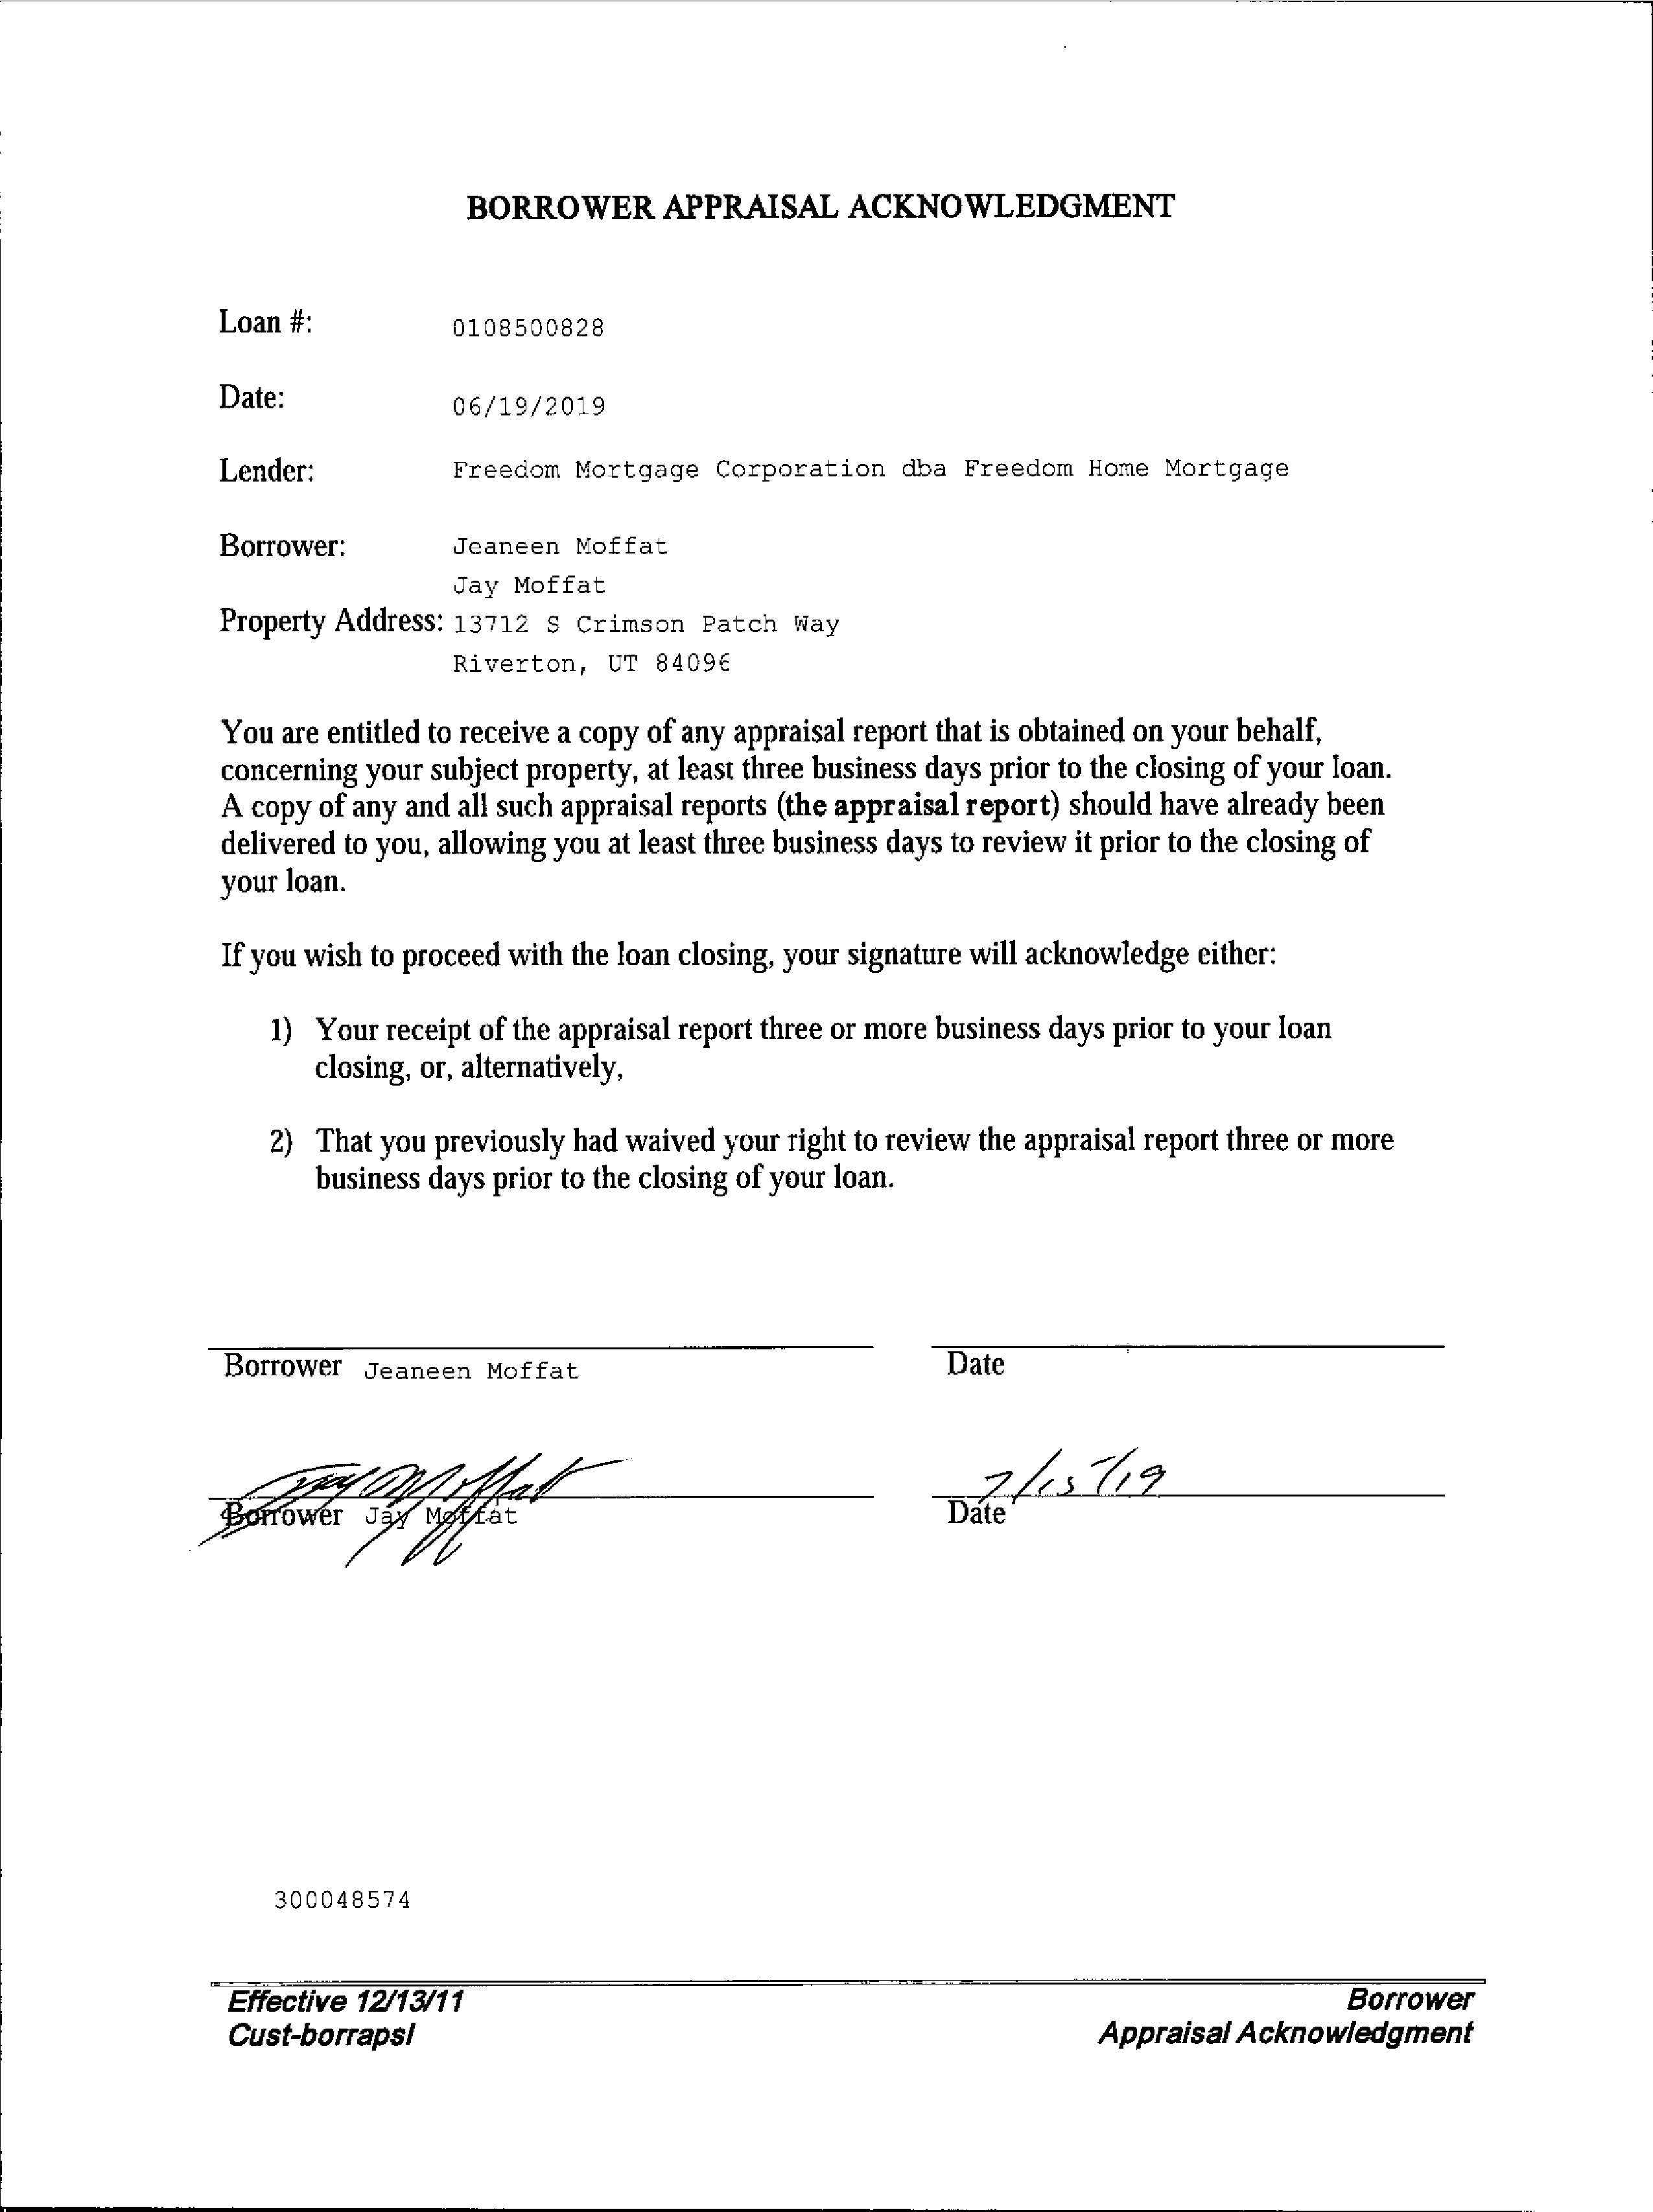 BORROWER APPRAISAL ACKNOWLEDGMENT
Loan #: 0108500828
Date: 06/19/2019
Lender: Freedom Mortgage Corporation dba Freedom Home Mortgage
Borrower: Jeaneen Moffat
Jay Moffat
Property Address: 13712 S Crimson Patch Way
Riverton, UT 84096
You are entitled to receive a copy of any appraisal report that is obtained on your behalf,
concerning your subject property, at least three business days prior to the closing of your loan.
A copy of any and all such appraisal reports (the appraisal report) should have already been
delivered to you, allowing you at least three business days to review it prior to the closing of
your loan.
If you wish to proceed with the loan closing, your signature will acknowledge either:
1) Your receipt of the appraisal report three or more business days prior to your loan
closing, or, alternatively,
2) That you previously had waived your right to review the appraisal report three or more
business days prior to the closing of your loan.
Borrower Jeaneen Moffat Date
Jay Moffat 7/15/19
Borrower Jay Moffat Date
300048574
Effective 12/13/11 Borrower
Cust-borrapsl Appraisal Acknowledgment